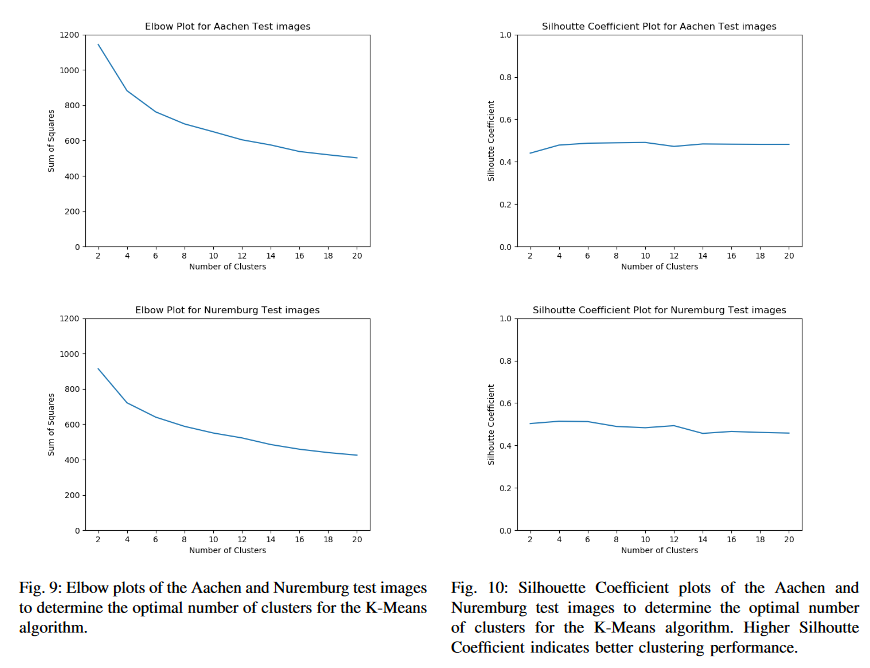 Elbow Plot for Aachen Test images
1200
1000
800
600
400
200
0
Sum of Squares
2 4 6 8 10 12 14 16 18 20
Number of Clusters
Silhoutte Coefficient Plot for Aachen Test images
1.0
0.8
0.6
0.4
0.2
0.0
Silhoutte Coefficient
2 4 6 8 10 12 14 16 18 20
Number of Clusters
Elbow Plot for Nuremburg Test images
1200
1000
800
600
400
200
0
Sum of Squares
2 4 6 8 10 12 14 16 18 20
Number of Clusters
Silhoutte Coefficient Plot for Nuremburg Test images
1.0
0.8
0.6
0.4
0.2
0.0
Silhoutte Coefficient
2 4 6 8 10 12 14 16 18 20
Number of Clusters
Fig. 9: Elbow plots of the Aachen and Nuremburg test images
to determine the optimal number of clusters for the K-Means
algorithm.
Fig. 10: Silhouette Coefficient plots of the Aachen and
Nuremburg test images to determine the optimal number
of clusters for the K-Means algorithm. Higher Silhoutte
Coefficient indicates better clustering performance.